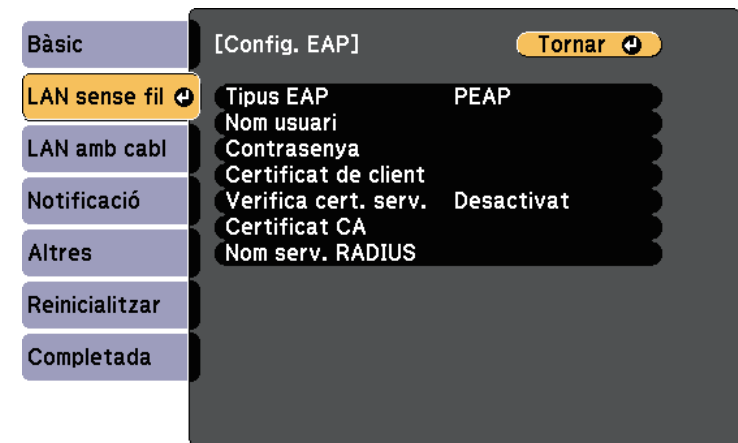 Bàsic
LAN sense fil
LAN amb cabl
Notificació
Altres
Reinicialitzar
Completada
[Config. EAP]
Tornar
Tipus EAP PEAP
Nom usuari
Contrasenya
Certificat de client
Verifica cert. serv. Desactivat
Certificat CA
Nom serv. RADIUS